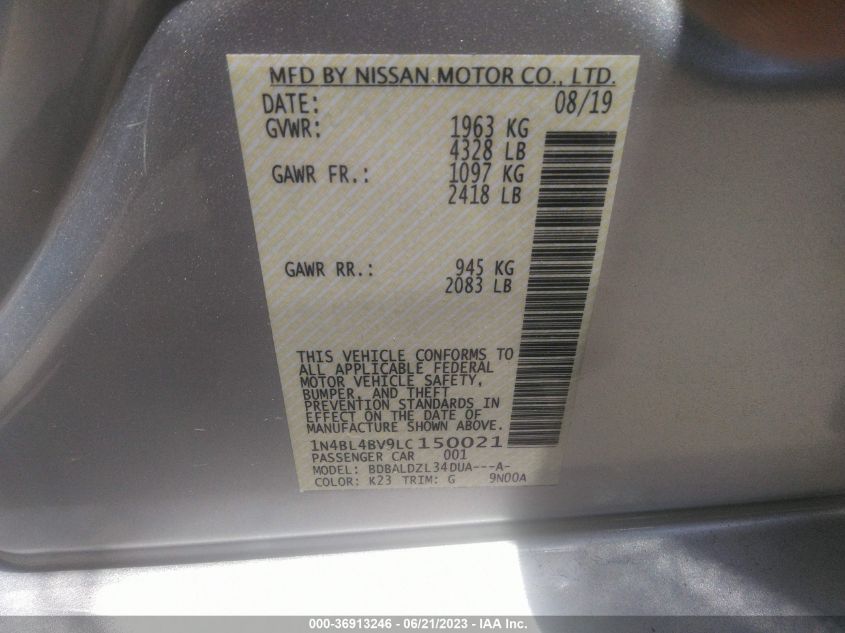 MFD BY NISSAN MOTOR CO., LTD.
DATE: 08/19
GVWR: 1963 KG
4328 LB
GAWR FR.: 1097 KG
2418 LB
GAWR RR.: 945 KG
2083 LB
THIS VEHICLE CONFORMS TO
ALL APPLICABLE FEDERAL
MOTOR VEHICLE SAFETY,
BUMPER, AND THEFT
PREVENTION STANDARDS IN
EFFECT ON THE DATE OF
MANUFACTURE SHOWN ABOVE.
1N4BL4BV9LC150021
PASSENGER CAR 001
MODEL: BDBALDZL34DUA---A-
COLOR: K23 TRIM: G 9N00A
000-36913246 - 06/21/2023 - IAA Inc.